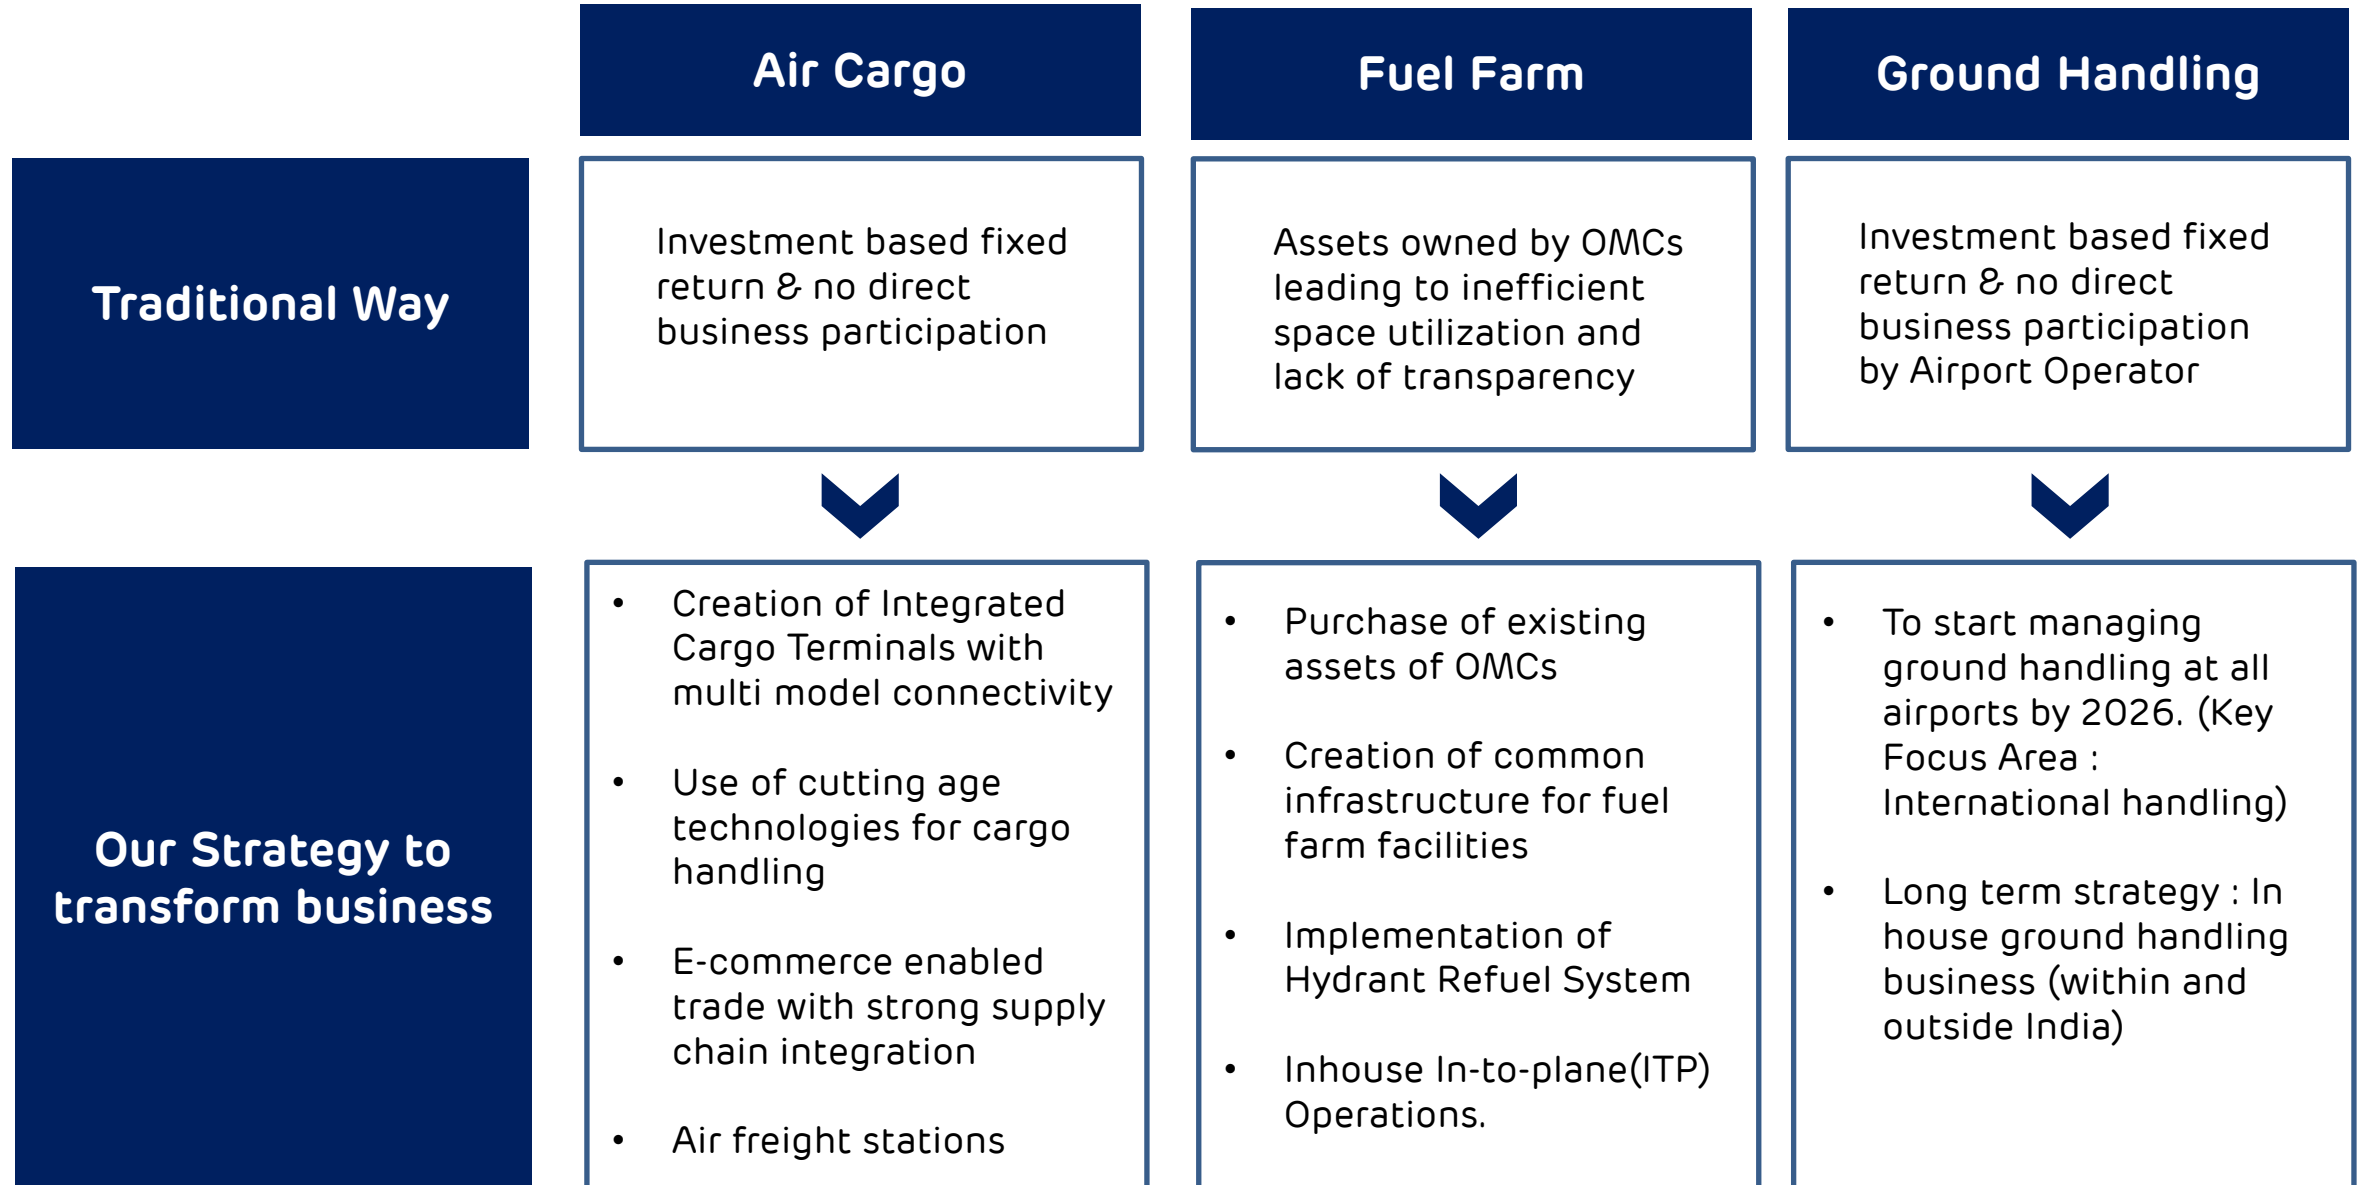 Air Cargo
Fuel Farm
Ground Handling
Traditional Way
Investment based fixed
return & no direct
business participation
Assets owned by OMCs
leading to inefficient
space utilization and
lack of transparency
Investment based fixed
return & no direct
business participation
by Airport Operator
Our Strategy to
transform business
• Creation of Integrated
Cargo Terminals with
multi model connectivity
• Use of cutting age
technologies for cargo
handling
• E-commerce enabled
trade with strong supply
chain integration
• Air freight stations
• Purchase of existing
assets of OMCs
• Creation of common
infrastructure for fuel
farm facilities
• Implementation of
Hydrant Refuel System
• Inhouse In-to-plane(ITP)
Operations.
• To start managing
ground handling at all
airports by 2026. (Key
Focus Area :
International handling)
• Long term strategy : In
house ground handling
business (within and
outside India)